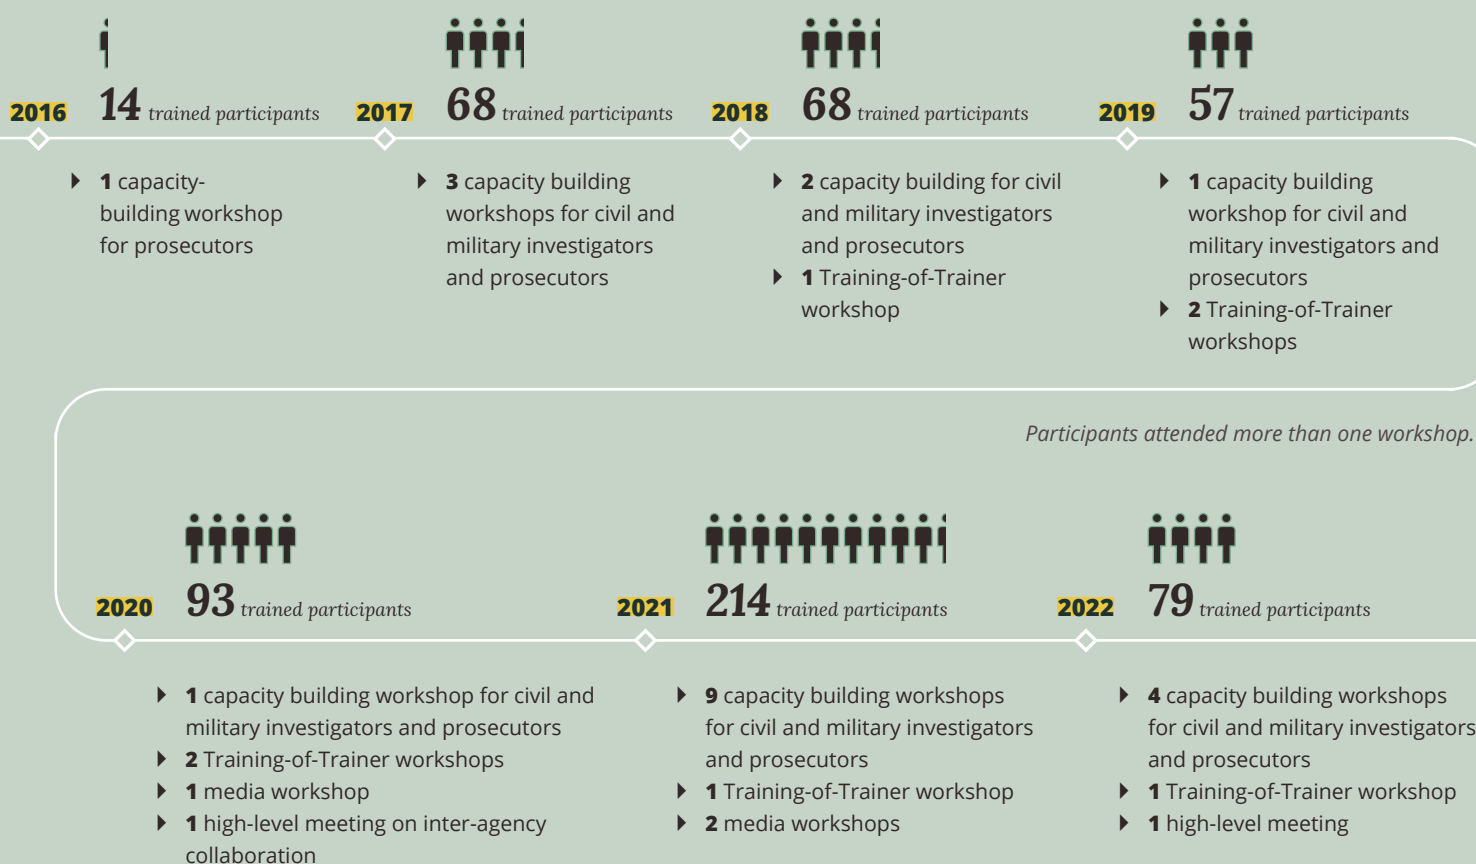 2016 14 trained participants
1 capacity-
building workshop
for prosecutors
2017 68 trained participants
3 capacity building
workshops for civil and
military investigators
and prosecutors
2018 68 trained participants
2 capacity building for civil
and military investigators
and prosecutors
1 Training-of-Trainer
workshop
2019 57 trained participants
1 capacity building
workshop for civil and
military investigators and
prosecutors
2 Training-of-Trainer
workshops
Participants attended more than one workshop.
2020 93 trained participants
1 capacity building workshop for civil and
military investigators and prosecutors
2 Training-of-Trainer workshops
1 media workshop
1 high-level meeting on inter-agency
collaboration
2021 214 trained participants
9 capacity building workshops
for civil and military investigators
and prosecutors
1 Training-of-Trainer workshop
2 media workshops
2022 79 trained participants
4 capacity building workshops
for civil and military investigators
and prosecutors
1 Training-of-Trainer workshop
1 high-level meeting